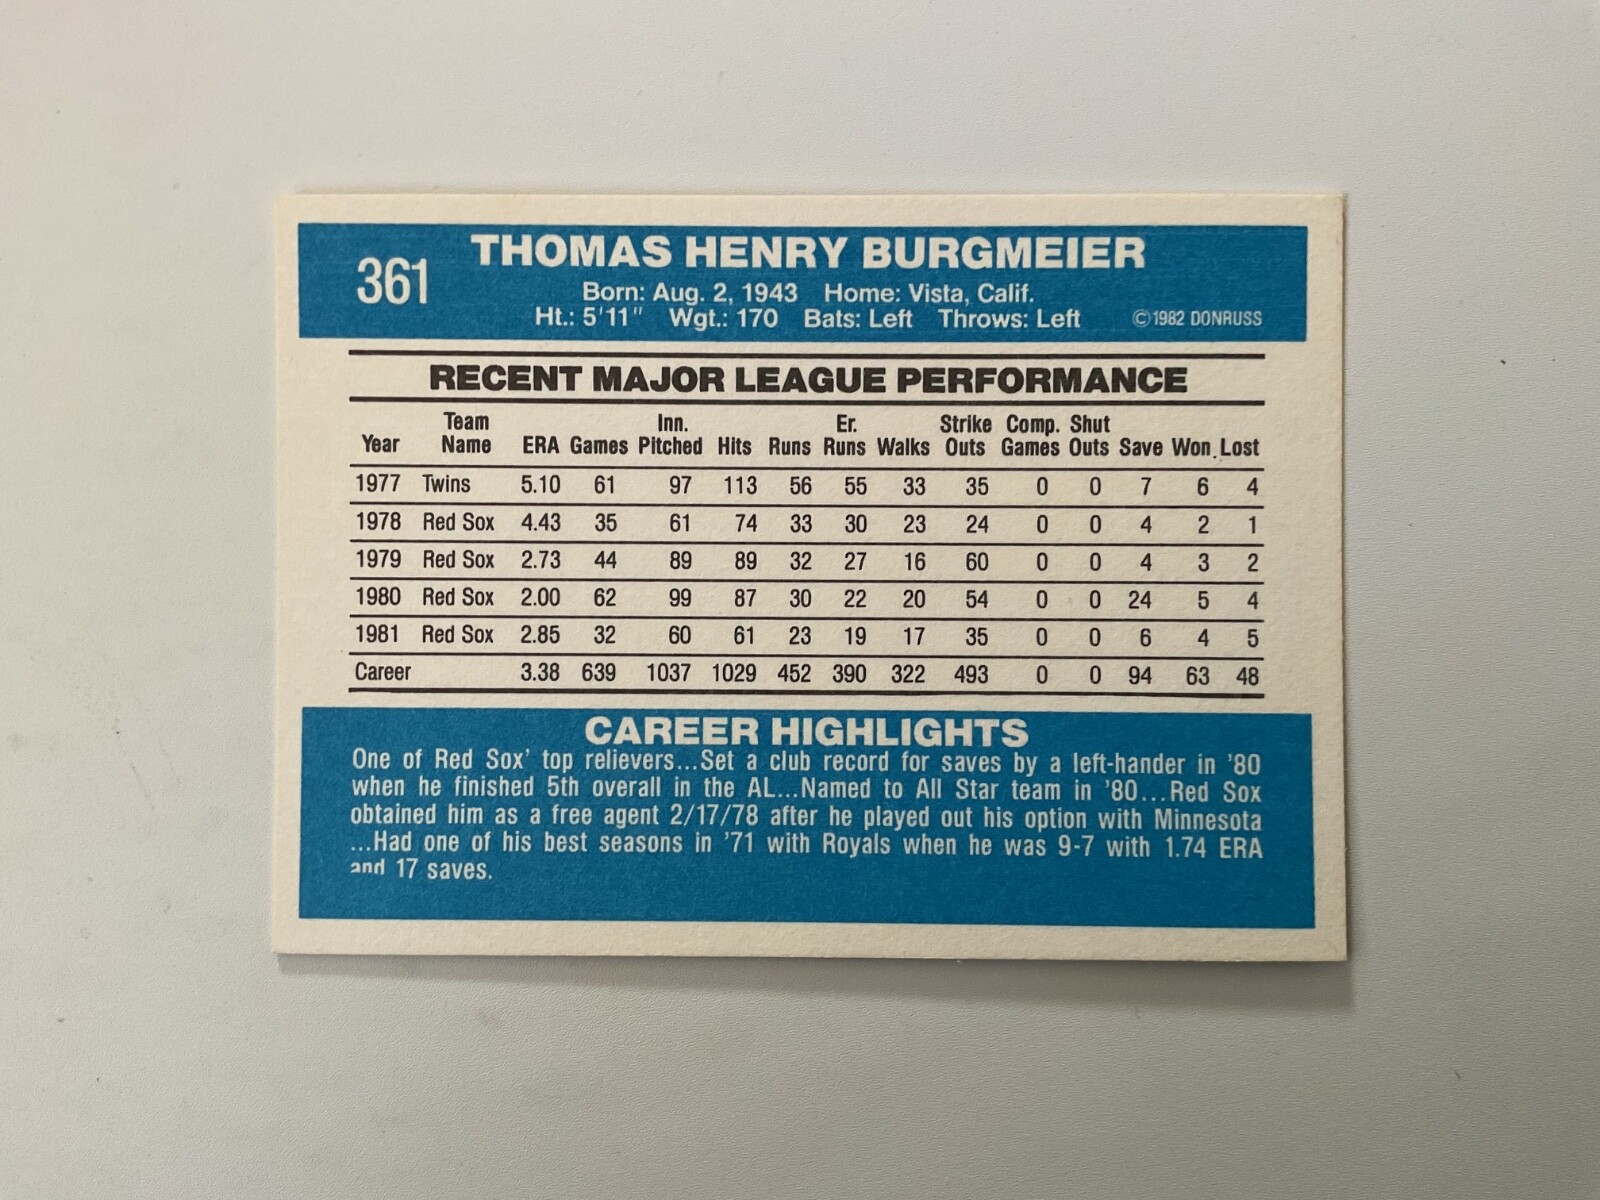 361
THOMAS HENRY BURGMEIER
Born: Aug. 2, 1943 Home: Vista, Calif.
Ht.: 5'11" Wgt.: 170 Bats: Left Throws: Left
©1982 DONRUSS
RECENT MAJOR LEAGUE PERFORMANCE
Team Inn. Er. Strike Comp. Shut
Year Name ERA Games Pitched Hits Runs Runs Walks Outs Games Outs Save Won Lost
1977 Twins 5.10 61 97 113 56 55 33 35 0 0 7 6 4
1978 Red Sox 4.43 35 61 74 33 30 23 24 0 0 4 2 1
1979 Red Sox 2.73 44 89 89 32 27 16 60 0 0 4 3 2
1980 Red Sox 2.00 62 99 87 30 22 20 54 0 0 24 5 4
1981 Red Sox 2.85 32 60 61 23 19 17 35 0 0 6 4 5
Career 3.38 639 1037 1029 452 390 322 493 0 0 94 63 48
CAREER HIGHLIGHTS
One of Red Sox' top relievers...Set a club record for saves by a left-hander in '80
when he finished 5th overall in the AL...Named to All Star team in '80...Red Sox
obtained him as a free agent 2/17/78 after he played out his option with Minnesota
...Had one of his best seasons in '71 with Royals when he was 9-7 with 1.74 ERA
and 17 saves.